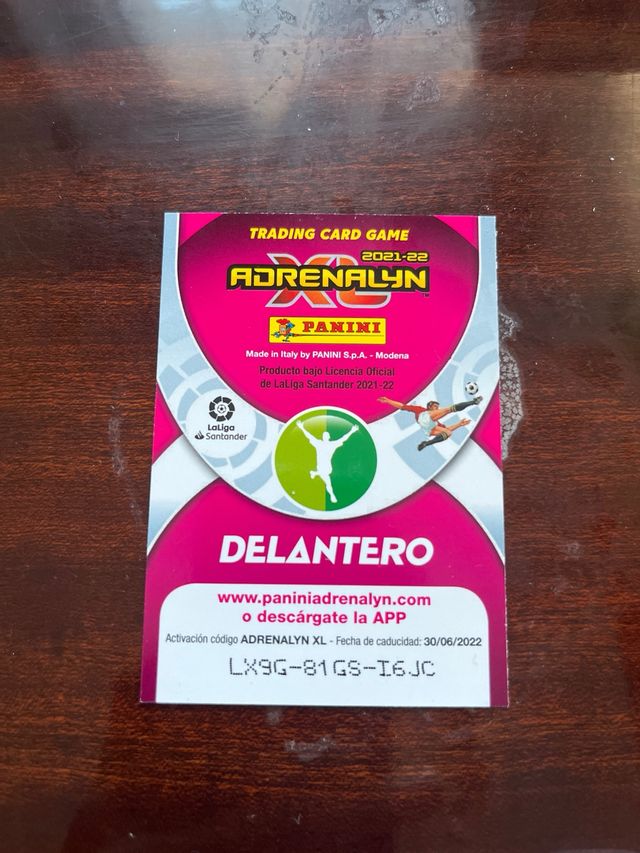 TRADING CARD GAME
2021-22
ADRENALYN
XL
PANINI
Made in Italy by PANINI S.p.A. - Modena
Producto bajo Licencia Oficial
de LaLiga Santander 2021-22
LaLiga
Santander
DELANTERO
www.paniniadrenalyn.com
o descárgate la APP
Activación código ADRENALYN XL - Fecha de caducidad: 30/06/2022
LX9G-81GS-I6JC